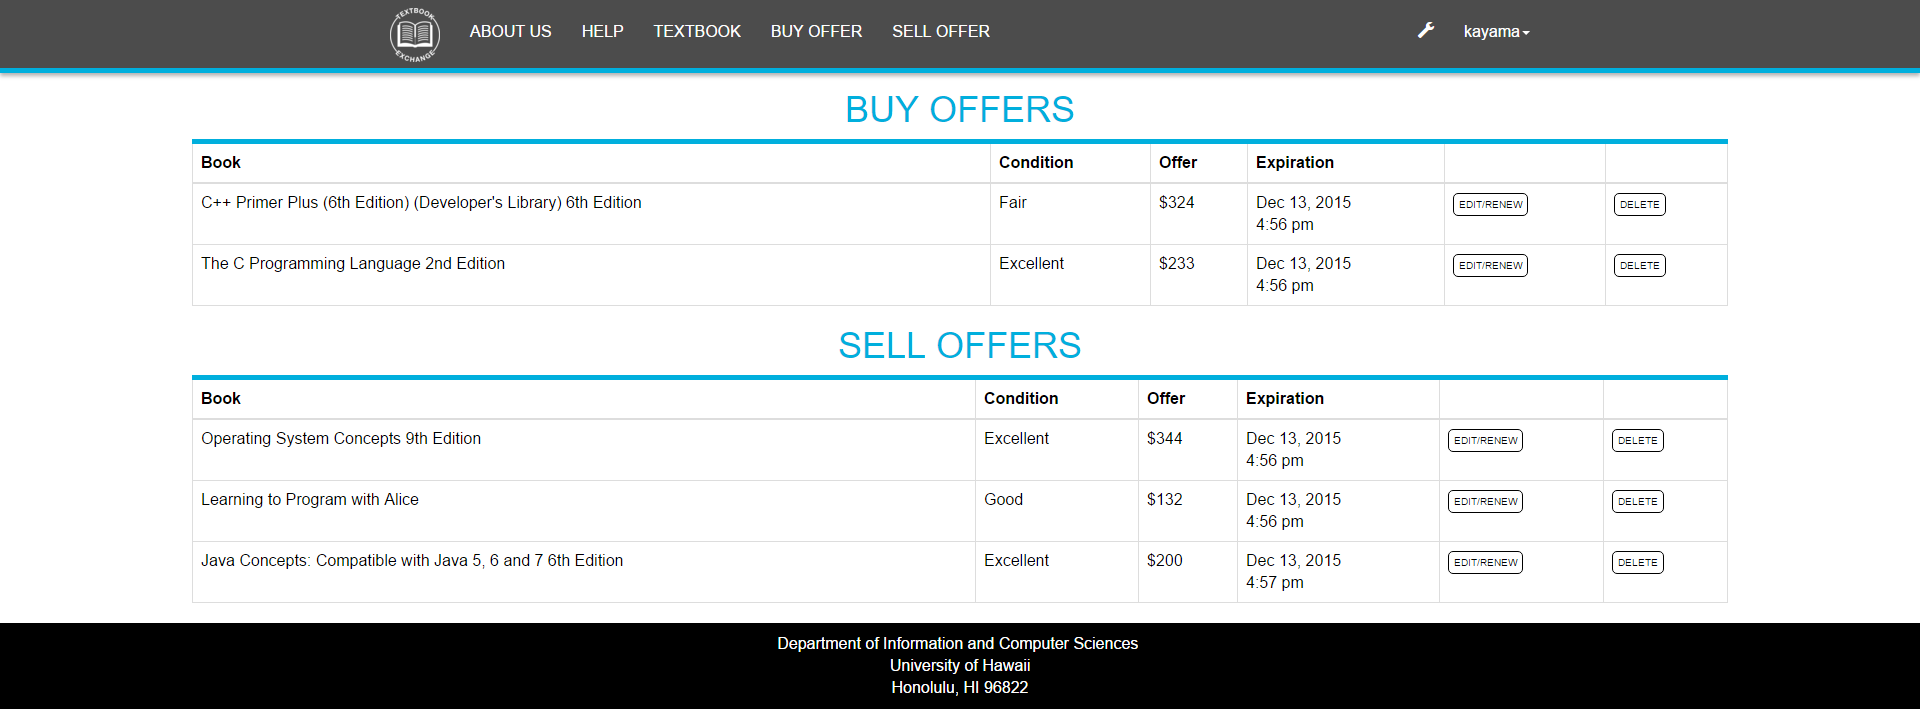 TEXTBOOK
EXCHANGE
ABOUT US HELP TEXTBOOK BUY OFFER SELL OFFER kayama
BUY OFFERS
Book Condition Offer Expiration
C++ Primer Plus (6th Edition) (Developer's Library) 6th Edition Fair $324 Dec 13, 2015 EDIT/RENEW DELETE
4:56 pm
The C Programming Language 2nd Edition Excellent $233 Dec 13, 2015 EDIT/RENEW DELETE
4:56 pm
SELL OFFERS
Book Condition Offer Expiration
Operating System Concepts 9th Edition Excellent $344 Dec 13, 2015 EDIT/RENEW DELETE
4:56 pm
Learning to Program with Alice Good $132 Dec 13, 2015 EDIT/RENEW DELETE
4:56 pm
Java Concepts: Compatible with Java 5, 6 and 7 6th Edition Excellent $200 Dec 13, 2015 EDIT/RENEW DELETE
4:57 pm
Department of Information and Computer Sciences
University of Hawaii
Honolulu, HI 96822